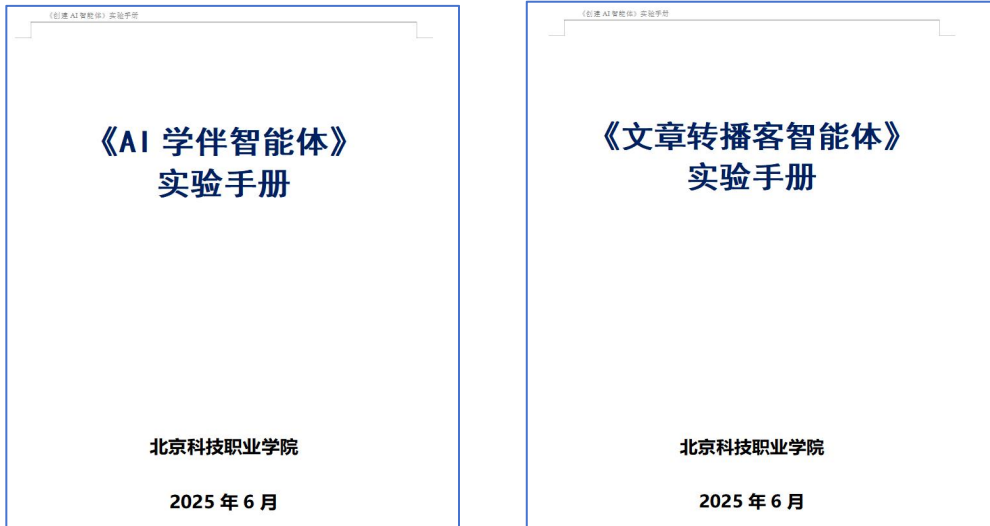 《创建 AI 智能体》实验手册
《AI 学伴智能体》
实验手册
北京科技职业学院
2025 年 6 月
《创建 AI 智能体》实验手册
《文章转播客智能体》
实验手册
北京科技职业学院
2025 年 6 月